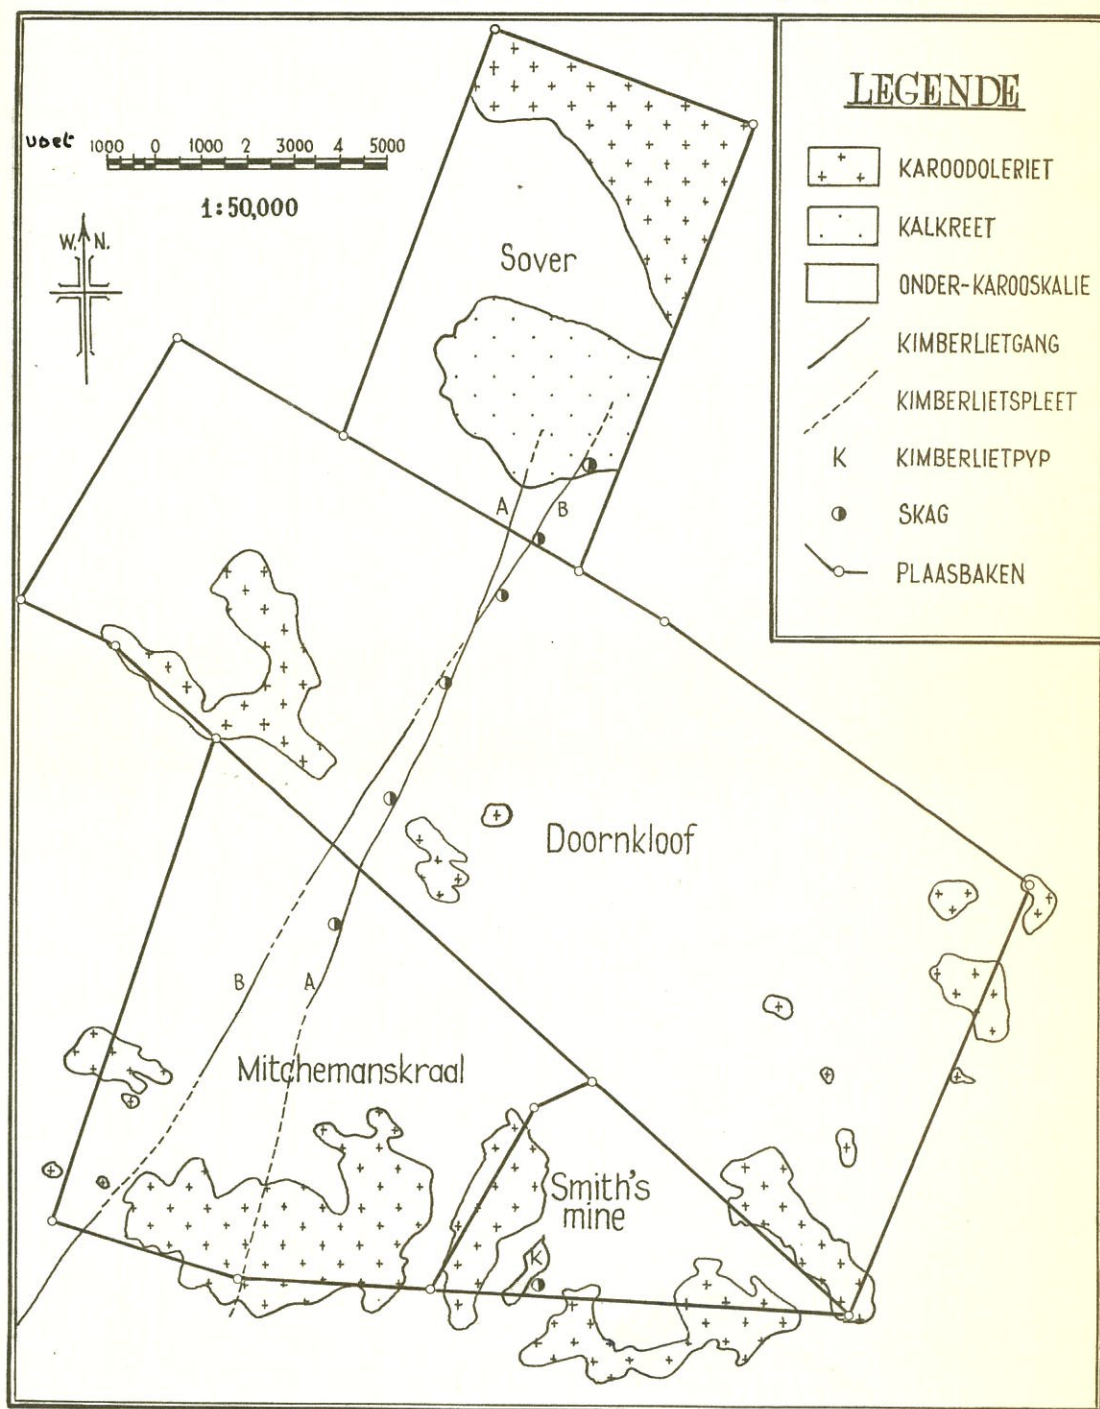 LEGENDE
KAROODOLERIET
KALKREET
ONDER-KAROOSKALIE
KIMBERLIETGANG
KIMBERLIETSPLEET
K KIMBERLIETPYP
SKAG
PLAASBAKEN
voet 1000 0 1000 2 3000 4 5000
1:50,000
W. N.
Sover
A B
Doornkloof
B A
Mitchemanskraal
Smith's
mine
K